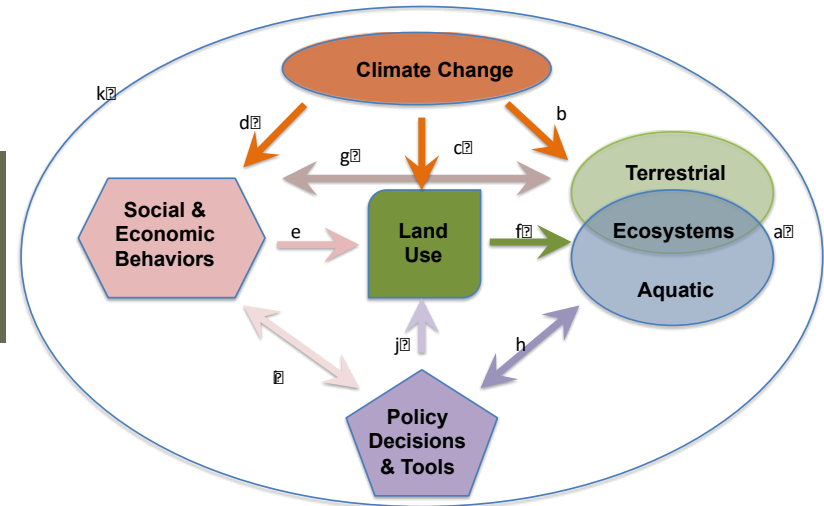 Climate Change
k
d
b
g
c
Terrestrial
Social &
Economic
Behaviors
e
Land
Use
f
Ecosystems
a
Aquatic
j
h
Policy
Decisions
& Tools